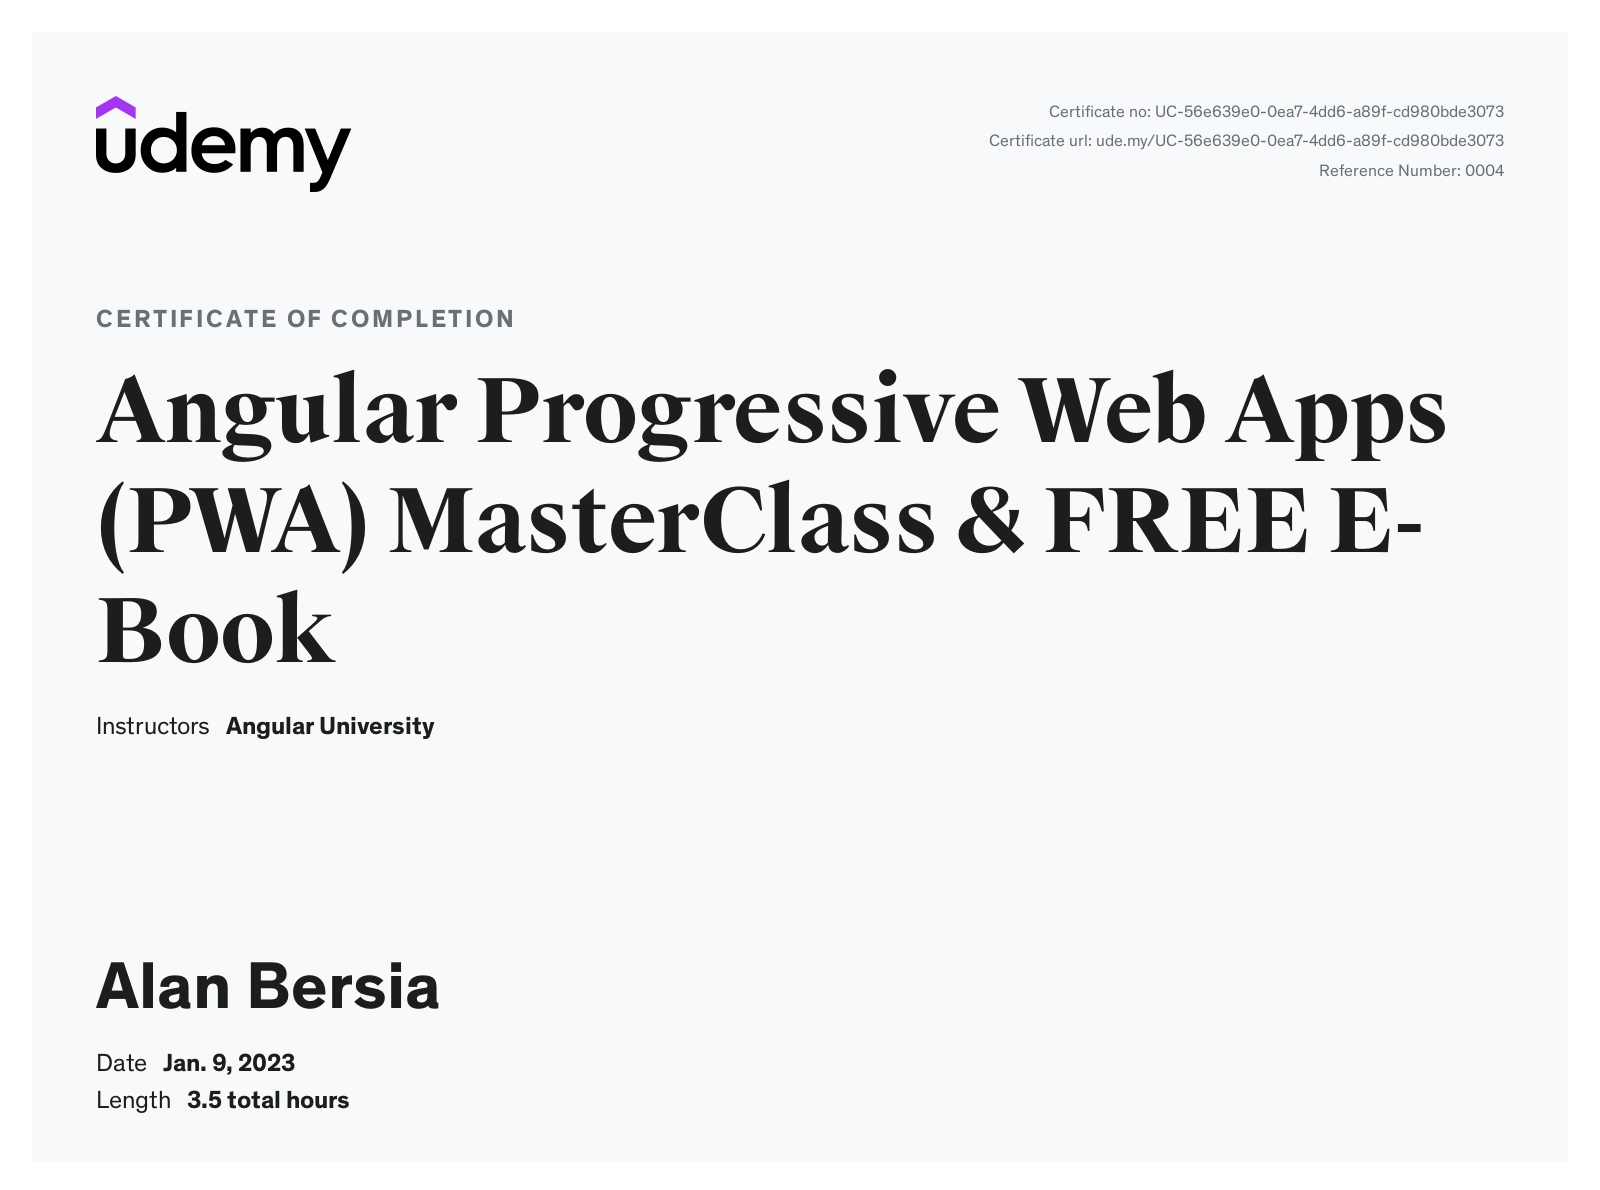 udemy
Certificate no: UC-56e639e0-0ea7-4dd6-a89f-cd980bde3073
Certificate url: ude.my/UC-56e639e0-0ea7-4dd6-a89f-cd980bde3073
Reference Number: 0004
CERTIFICATE OF COMPLETION
Angular Progressive Web Apps
(PWA) MasterClass & FREE E-
Book
Instructors Angular University
Alan Bersia
Date Jan. 9, 2023
Length 3.5 total hours